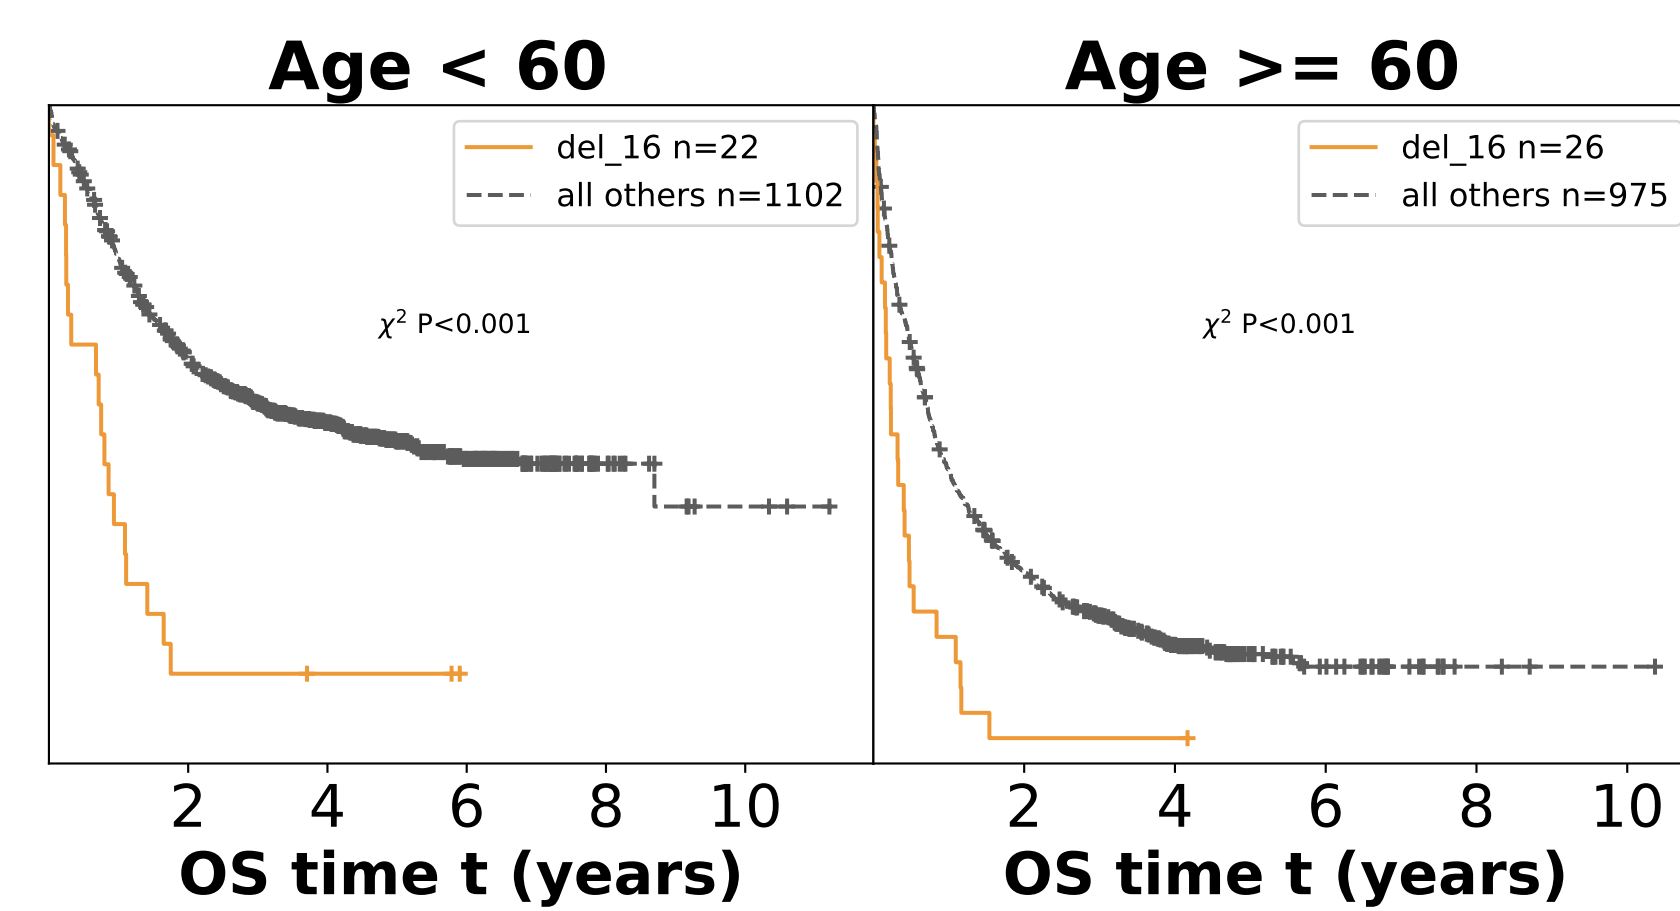 Age < 60
del_16 n=22
all others n=1102
χ² P<0.001
2 4 6 8 10
OS time t (years)
Age >= 60
del_16 n=26
all others n=975
χ² P<0.001
2 4 6 8 10
OS time t (years)